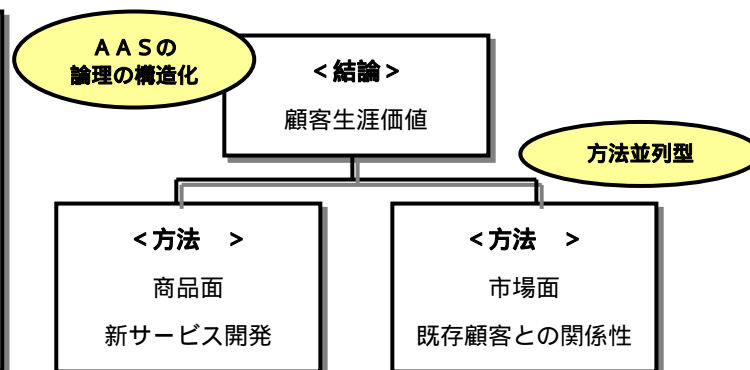 ＡＡＳの
論理の構造化
＜結論＞
顧客生涯価値
方法並列型
＜方法　＞
商品面
新サービス開発
＜方法　＞
市場面
既存顧客との関係性